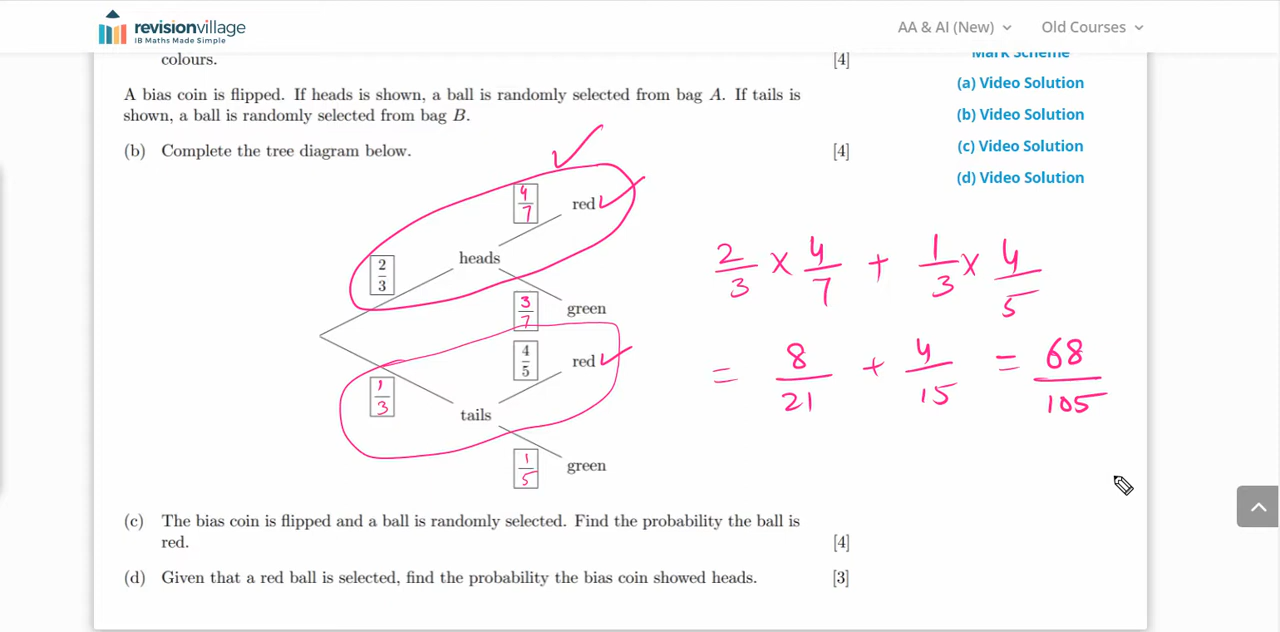 revisionvillage
IB Maths Made Simple
AA & AI (New)
Old Courses
colours.
[4]
Mark Scheme
(a) Video Solution
(b) Video Solution
(c) Video Solution
(d) Video Solution
A bias coin is flipped. If heads is shown, a ball is randomly selected from bag A. If tails is
shown, a ball is randomly selected from bag B.
(b) Complete the tree diagram below.
[4]
4/7
red
2/3
heads
3/7
green
4/5
red
1/3
tails
1/5
green
2/3 × 4/7 + 1/3 × 4/5
= 8/21 + 4/15 = 68/105
(c) The bias coin is flipped and a ball is randomly selected. Find the probability the ball is
red.
[4]
(d) Given that a red ball is selected, find the probability the bias coin showed heads.
[3]